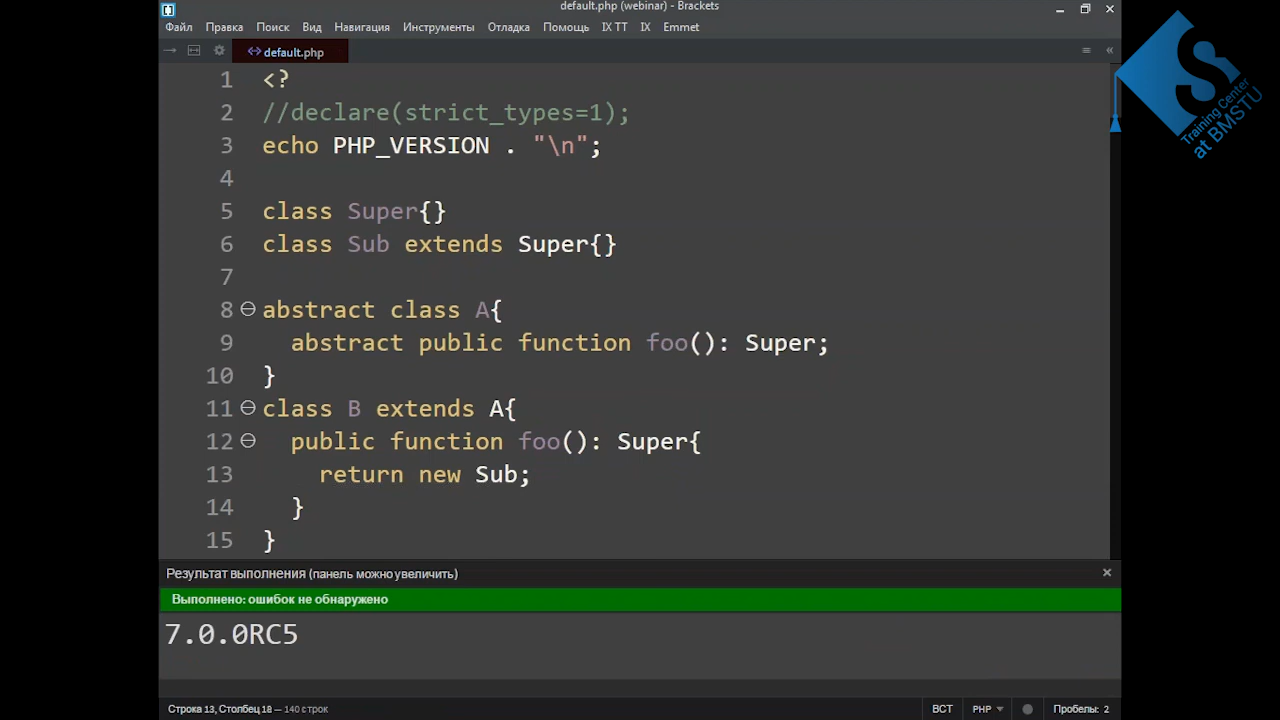 default.php (webinar) - Brackets
Файл Правка Поиск Вид Навигация Инструменты Отладка Помощь IX TT IX Emmet
default.php
1 <?
2 //declare(strict_types=1);
3 echo PHP_VERSION . "\n";
4
5 class Super{}
6 class Sub extends Super{}
7
8 abstract class A{
9 abstract public function foo(): Super;
10 }
11 class B extends A{
12 public function foo(): Super{
13 return new Sub;
14 }
15 }
Результат выполнения (панель можно увеличить)
Выполнено: ошибок не обнаружено
7.0.0RC5
Строка 13, Столбец 18 — 140 строк
ВСТ PHP Пробелы: 2
Training Center
at BMSTU